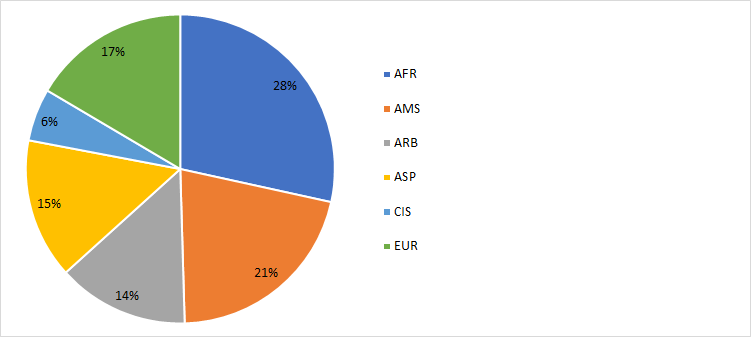 17%
28%
6%
15%
14%
21%
AFR
AMS
ARB
ASP
CIS
EUR